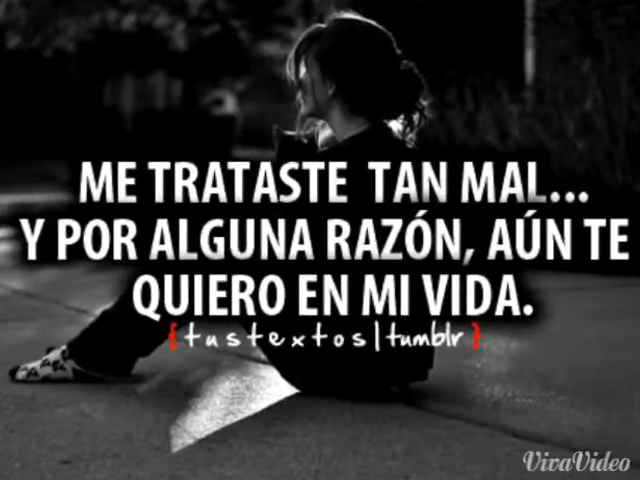 ME TRATASTE TAN MAL...
Y POR ALGUNA RAZÓN, AÚN TE
QUIERO EN MI VIDA.
{tustextos|tumblr}
VivaVideo